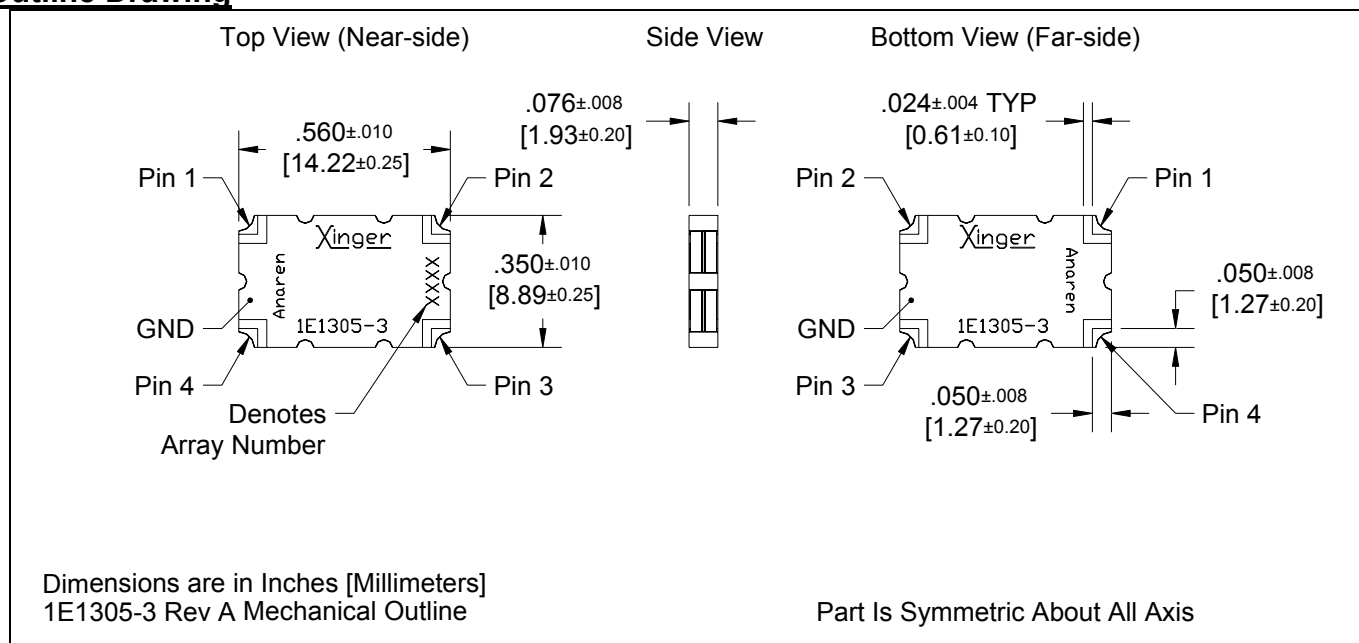 Outline Drawing
Top View (Near-side)
Side View
Bottom View (Far-side)
.560±.010
[14.22±0.25]
.076±.008
[1.93±0.20]
.024±.004 TYP
[0.61±0.10]
Pin 1
Pin 2
Pin 2
Pin 1
Xinger
Anaren
XXXX
1E1305-3
.350±.010
[8.89±0.25]
Xinger
Anaren
1E1305-3
.050±.008
[1.27±0.20]
GND
GND
Pin 4
Pin 3
Pin 3
Pin 4
Denotes
Array Number
.050±.008
[1.27±0.20]
Dimensions are in Inches [Millimeters]
1E1305-3 Rev A Mechanical Outline
Part Is Symmetric About All Axis